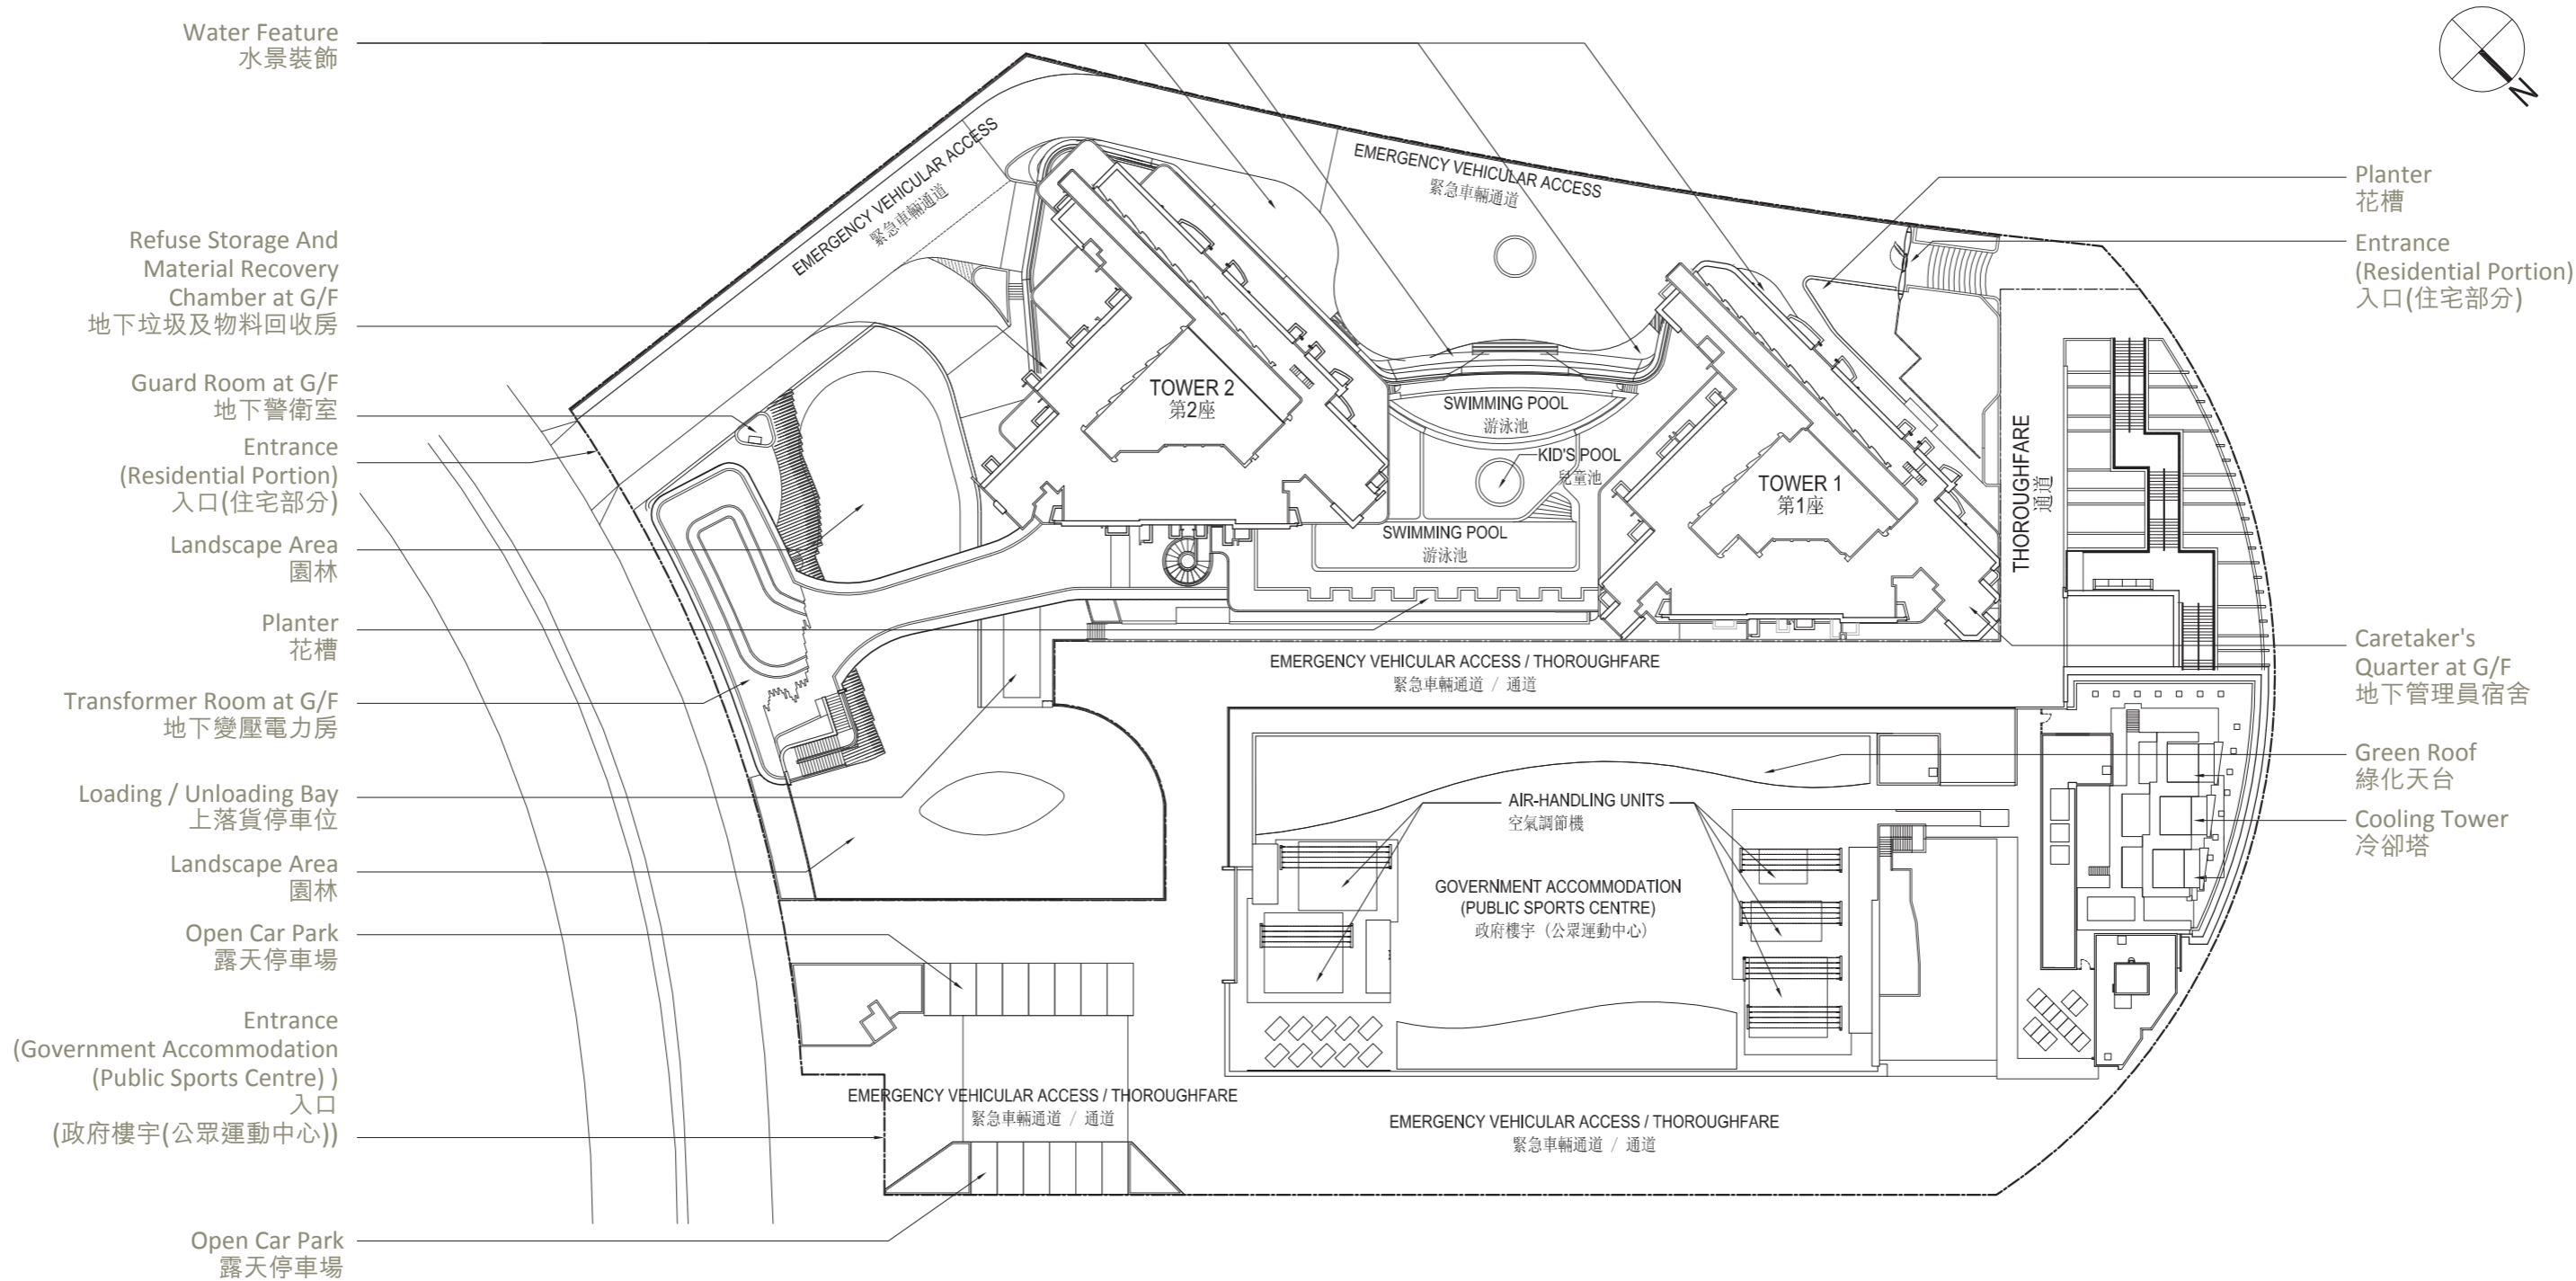 Water Feature
水景裝飾
Refuse Storage And
Material Recovery
Chamber at G/F
地下垃圾及物料回收房
Guard Room at G/F
地下警衛室
Entrance
(Residential Portion)
入口(住宅部分)
Landscape Area
園林
Planter
花槽
Transformer Room at G/F
地下變壓電力房
Loading / Unloading Bay
上落貨停車位
Landscape Area
園林
Open Car Park
露天停車場
Entrance
(Government Accommodation
(Public Sports Centre) )
入口
(政府樓宇(公眾運動中心))
Open Car Park
露天停車場
EMERGENCY VEHICULAR ACCESS
緊急車輛通道
EMERGENCY VEHICULAR ACCESS
緊急車輛通道
TOWER 2
第2座
SWIMMING POOL
游泳池
KID'S POOL
兒童池
SWIMMING POOL
游泳池
TOWER 1
第1座
THOROUGHFARE
通道
EMERGENCY VEHICULAR ACCESS / THOROUGHFARE
緊急車輛通道 / 通道
AIR-HANDLING UNITS
空氣調節機
GOVERNMENT ACCOMMODATION
(PUBLIC SPORTS CENTRE)
政府樓宇 (公眾運動中心)
EMERGENCY VEHICULAR ACCESS / THOROUGHFARE
緊急車輛通道 / 通道
EMERGENCY VEHICULAR ACCESS / THOROUGHFARE
緊急車輛通道 / 通道
N
Planter
花槽
Entrance
(Residential Portion)
入口(住宅部分)
Caretaker's
Quarter at G/F
地下管理員宿舍
Green Roof
綠化天台
Cooling Tower
冷卻塔